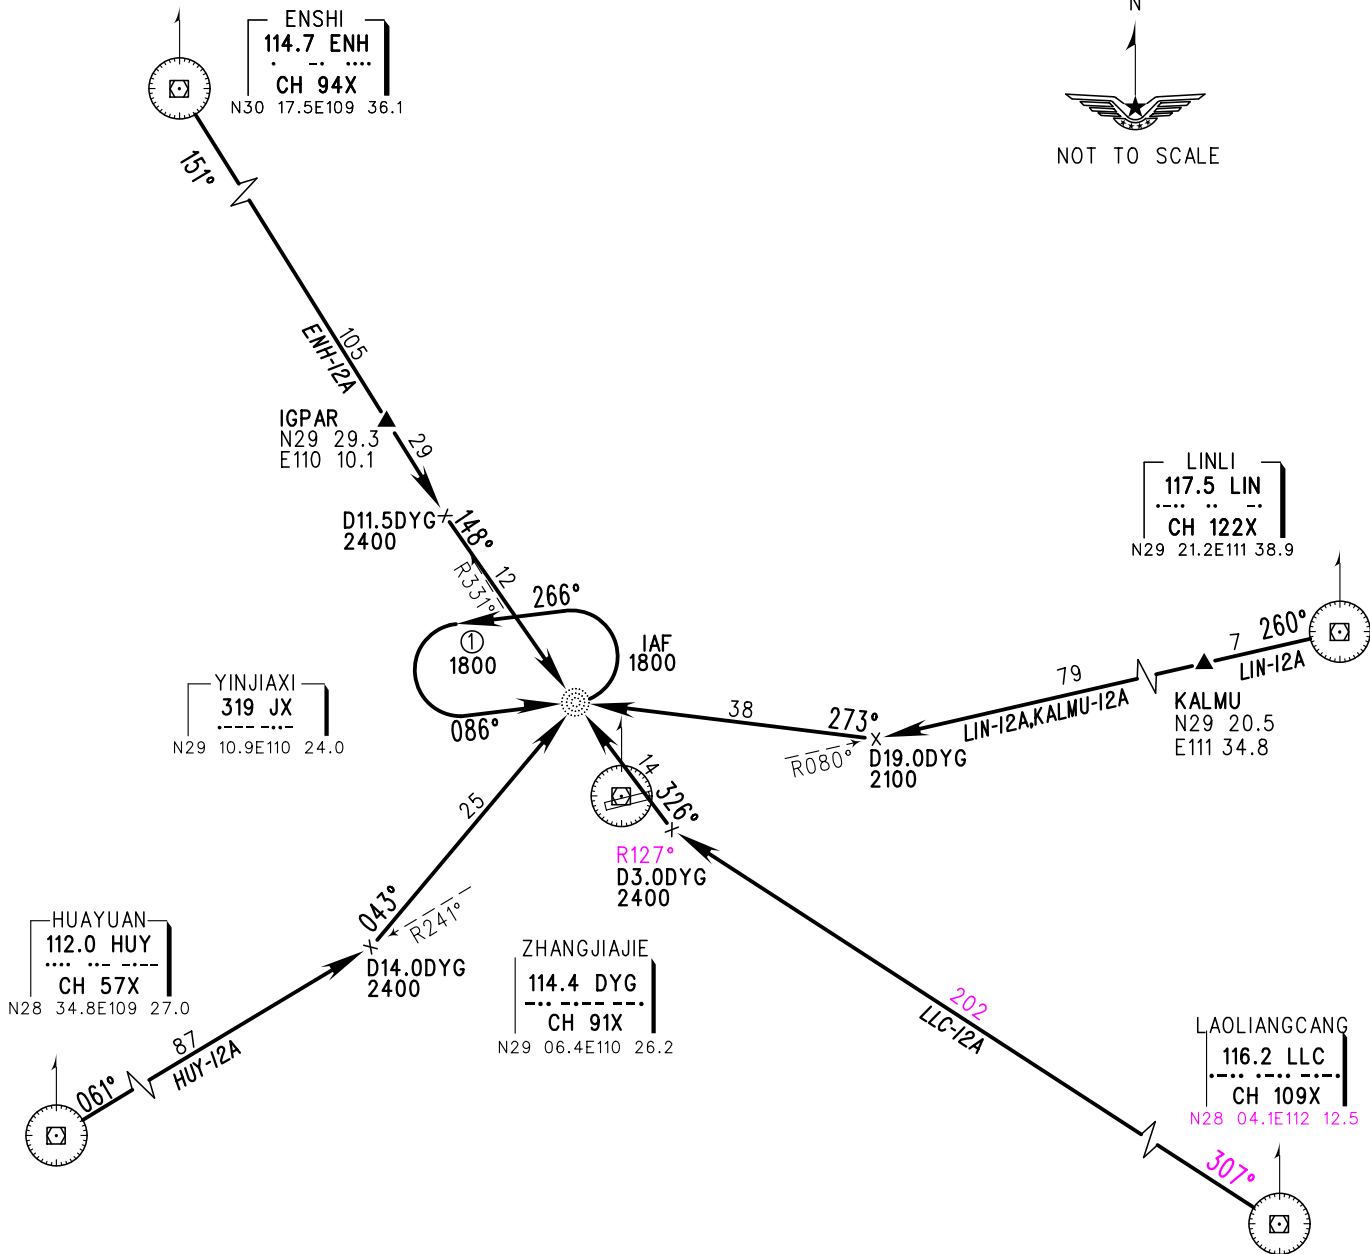 ENSHI
114.7 ENH
CH 94X
N30 17.5E109 36.1
N
NOT TO SCALE
151°
105
ENH-12A
IGPAR
N29 29.3
E110 10.1
29
D11.5DYG
2400
148°
12
R331°
266°
①
1800
IAF
1800
086°
YINJIAXI
319 JX
N29 10.9E110 24.0
LINLI
117.5 LIN
CH 122X
N29 21.2E111 38.9
260°
7
LIN-12A
KALMU
N29 20.5
E111 34.8
79
LIN-12A,KALMU-12A
38
273°
R080°
D19.0DYG
2100
14
326°
R127°
D3.0DYG
2400
25
043°
R241°
D14.0DYG
2400
HUAYUAN
112.0 HUY
CH 57X
N28 34.8E109 27.0
87
HUY-12A
061°
ZHANGJIAJIE
114.4 DYG
CH 91X
N29 06.4E110 26.2
202
LLC-12A
LAOLIANGCANG
116.2 LLC
CH 109X
N28 04.1E112 12.5
307°